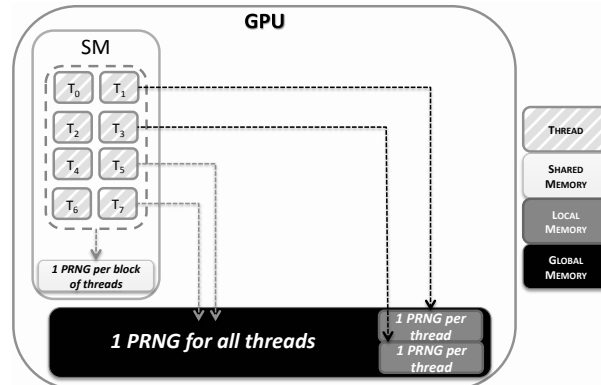 GPU
SM
T0 T1
T2 T3
T4 T5
T6 T7
1 PRNG per block
of threads
1 PRNG for all threads
1 PRNG per
thread
1 PRNG per
thread
THREAD
SHARED
MEMORY
LOCAL
MEMORY
GLOBAL
MEMORY